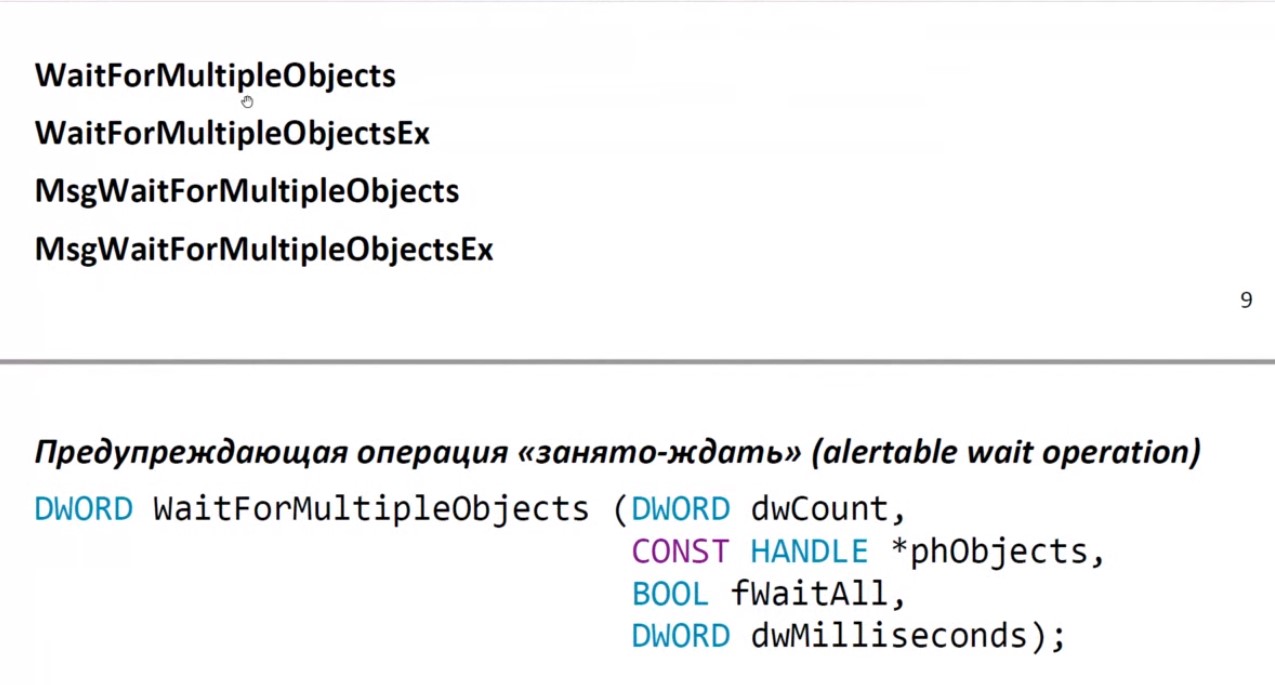 WaitForMultipleObjects
WaitForMultipleObjectsEx
MsgWaitForMultipleObjects
MsgWaitForMultipleObjectsEx
9
Предупреждающая операция «занято-ждать» (alertable wait operation)
DWORD WaitForMultipleObjects (DWORD dwCount,
CONST HANDLE *phObjects,
BOOL fWaitAll,
DWORD dwMilliseconds);